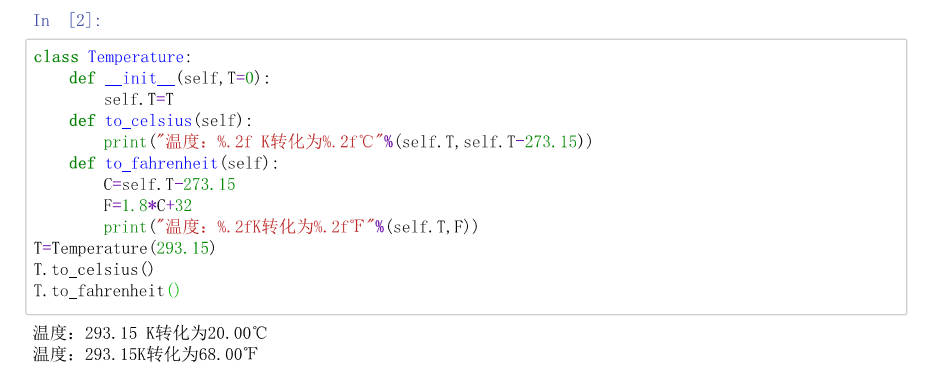 In  [2]:
class Temperature:
    def __init__(self,T=0):
        self.T=T
    def to_celsius(self):
        print("温度：%.2f K转化为%.2f℃"%(self.T,self.T-273.15))
    def to_fahrenheit(self):
        C=self.T-273.15
        F=1.8*C+32
        print("温度：%.2fK转化为%.2f℉"%(self.T,F))
T=Temperature(293.15)
T.to_celsius()
T.to_fahrenheit()
温度：293.15 K转化为20.00℃
温度：293.15K转化为68.00℉